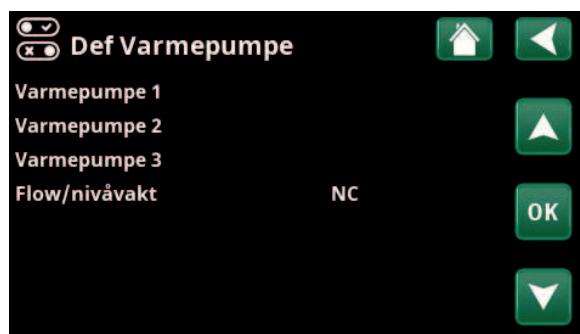 Def Varmepumpe
Varmepumpe 1
Varmepumpe 2
Varmepumpe 3
Flow/nivåvakt NC
OK